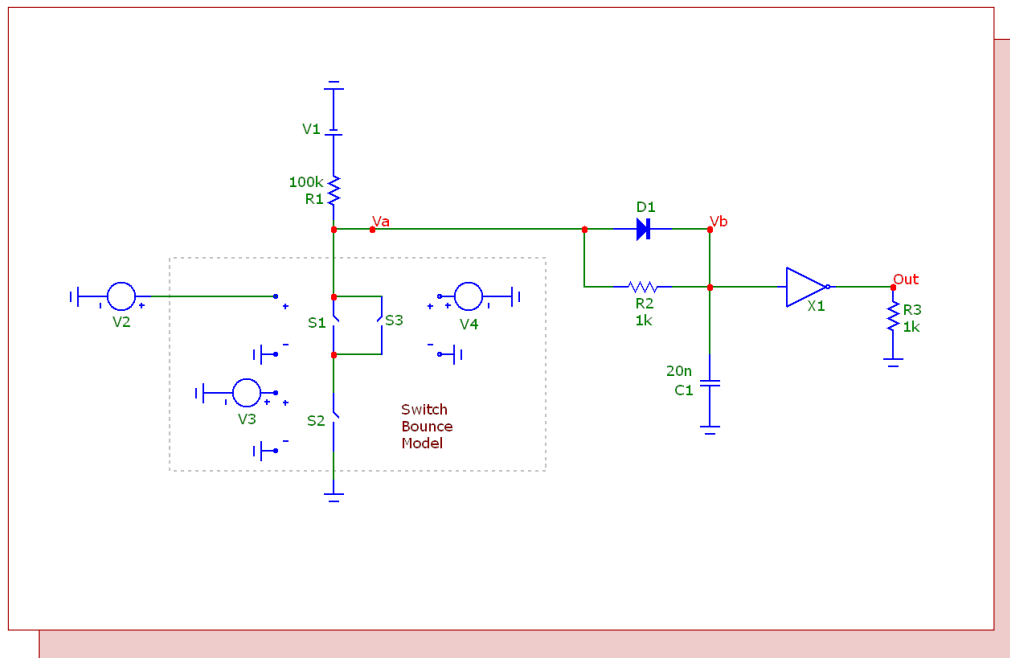 V1
100k
R1
Va
D1
Vb
V2
S1
S3
V4
R2
1k
X1
Out
R3
1k
V3
S2
20n
C1
Switch
Bounce
Model